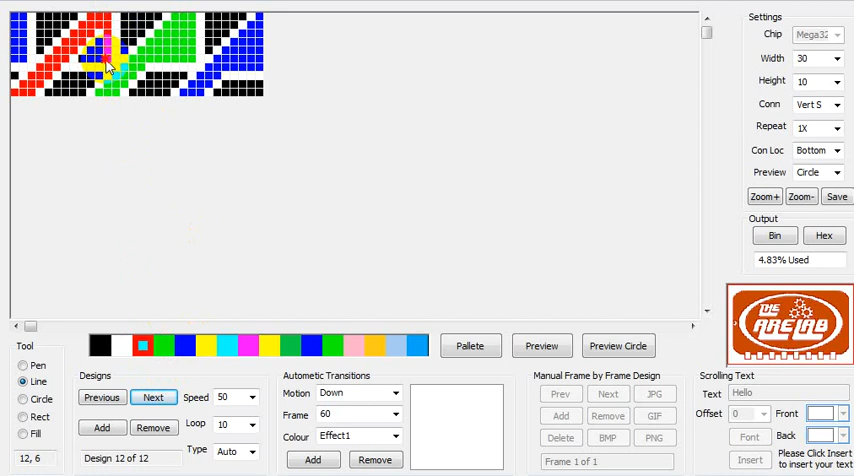 Settings
Chip Mega32
Width 30
Height 10
Conn Vert S
Repeat 1X
Con Loc Bottom
Preview Circle
Zoom+ Zoom- Save
Output
Bin Hex
4.83% Used
THE
ARE LAB
Pallete Preview Preview Circle
Tool
Pen
Line
Circle
Rect
Fill
12, 6
Designs
Previous Next Speed 50
Loop 10
Add Remove
Type Auto
Design 12 of 12
Autometic Transitions
Motion Down
Frame 60
Colour Effect1
Add Remove
Manual Frame by Frame Design
Prev Next JPG
Add Remove GIF
Delete BMP PNG
Frame 1 of 1
Scrolling Text
Text Hello
Offset 0 Front
Back
Font
Insert
Please Click Insert
to insert your text